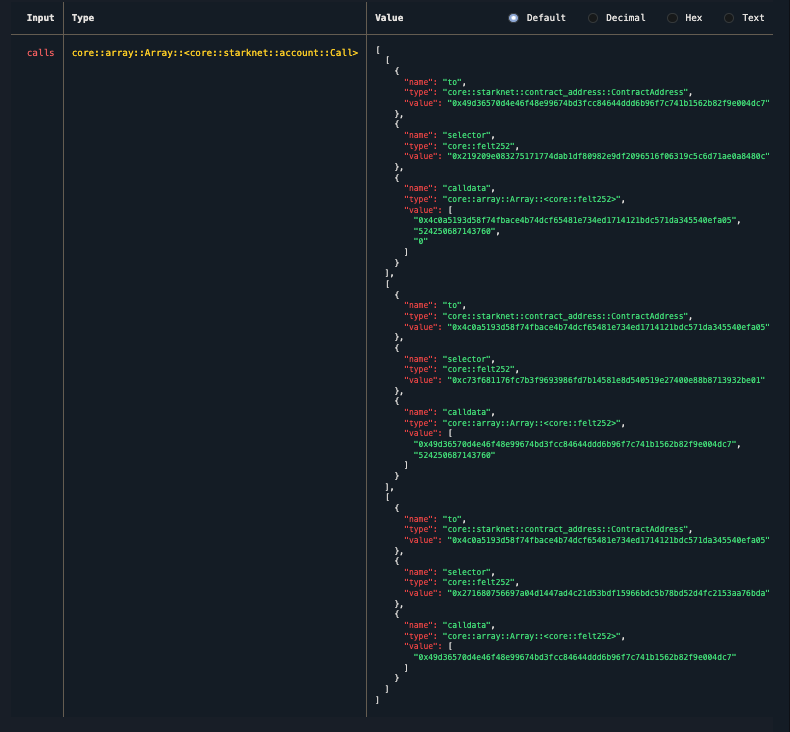 Input Type Value Default Decimal Hex Text
calls core::array::Array::<core::starknet::account::Call>
[
[
{
"name": "to",
"type": "core::starknet::contract_address::ContractAddress",
"value": "0x49d36570d4e46f48e99674bd3fcc84644ddd6b96f7c741b1562b82f9e004dc7"
},
{
"name": "selector",
"type": "core::felt252",
"value": "0x219209e083275171774dab1df80982e9df2096516f06319c5c6d71ae0a8480c"
},
{
"name": "calldata",
"type": "core::array::Array::<core::felt252>",
"value": [
"0x4c0a5193d58f74fbace4b74dcf65481e734ed1714121bdc571da345540efa05",
"524250687143760",
"0"
]
}
],
[
{
"name": "to",
"type": "core::starknet::contract_address::ContractAddress",
"value": "0x4c0a5193d58f74fbace4b74dcf65481e734ed1714121bdc571da345540efa05"
},
{
"name": "selector",
"type": "core::felt252",
"value": "0xc73f681176fc7b3f9693986fd7b14581e8d540519e27400e88b8713932be01"
},
{
"name": "calldata",
"type": "core::array::Array::<core::felt252>",
"value": [
"0x49d36570d4e46f48e99674bd3fcc84644ddd6b96f7c741b1562b82f9e004dc7",
"524250687143760"
]
}
],
[
{
"name": "to",
"type": "core::starknet::contract_address::ContractAddress",
"value": "0x4c0a5193d58f74fbace4b74dcf65481e734ed1714121bdc571da345540efa05"
},
{
"name": "selector",
"type": "core::felt252",
"value": "0x271680756697a04d1447ad4c21d53bdf15966bdc5b78bd52d4fc2153aa76bda"
},
{
"name": "calldata",
"type": "core::array::Array::<core::felt252>",
"value": [
"0x49d36570d4e46f48e99674bd3fcc84644ddd6b96f7c741b1562b82f9e004dc7"
]
}
]
]